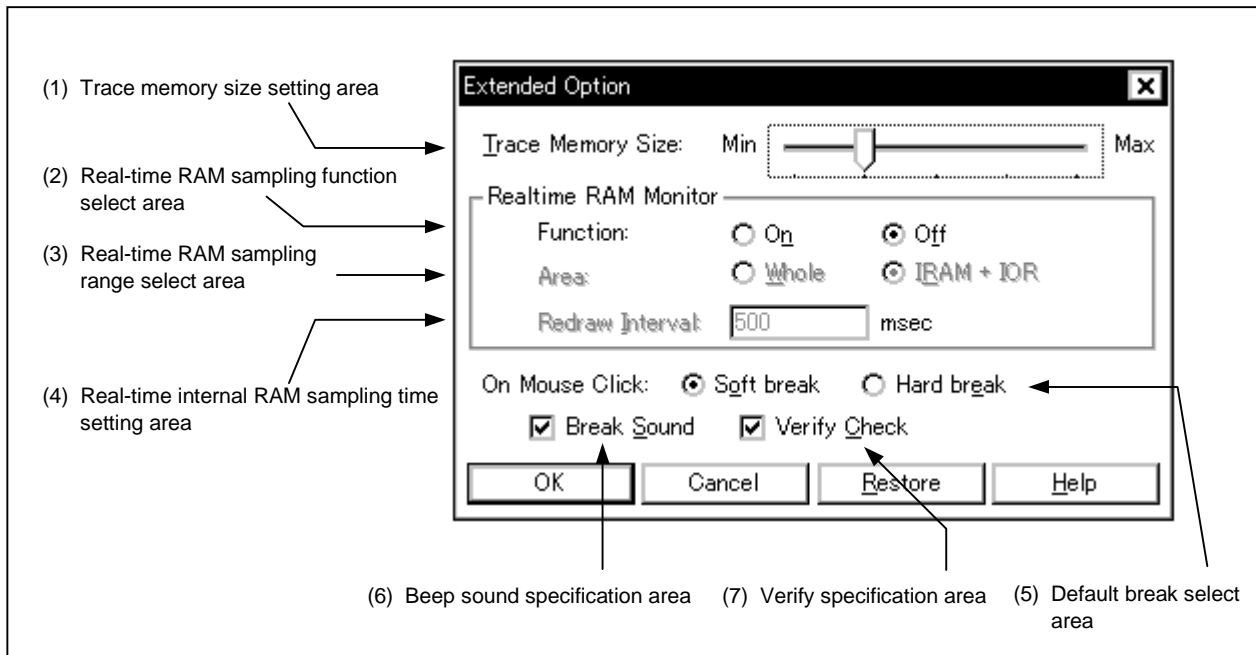 (1) Trace memory size setting area
(2) Real-time RAM sampling function
select area
(3) Real-time RAM sampling
range select area
(4) Real-time internal RAM sampling time
setting area
Extended Option
Trace Memory Size: Min Max
Realtime RAM Monitor
Function: On Off
Area: Whole IRAM + IOR
Redraw Interval: 500 msec
On Mouse Click: Soft break Hard break
Break Sound Verify Check
OK Cancel Restore Help
(6) Beep sound specification area (7) Verify specification area (5) Default break select
area